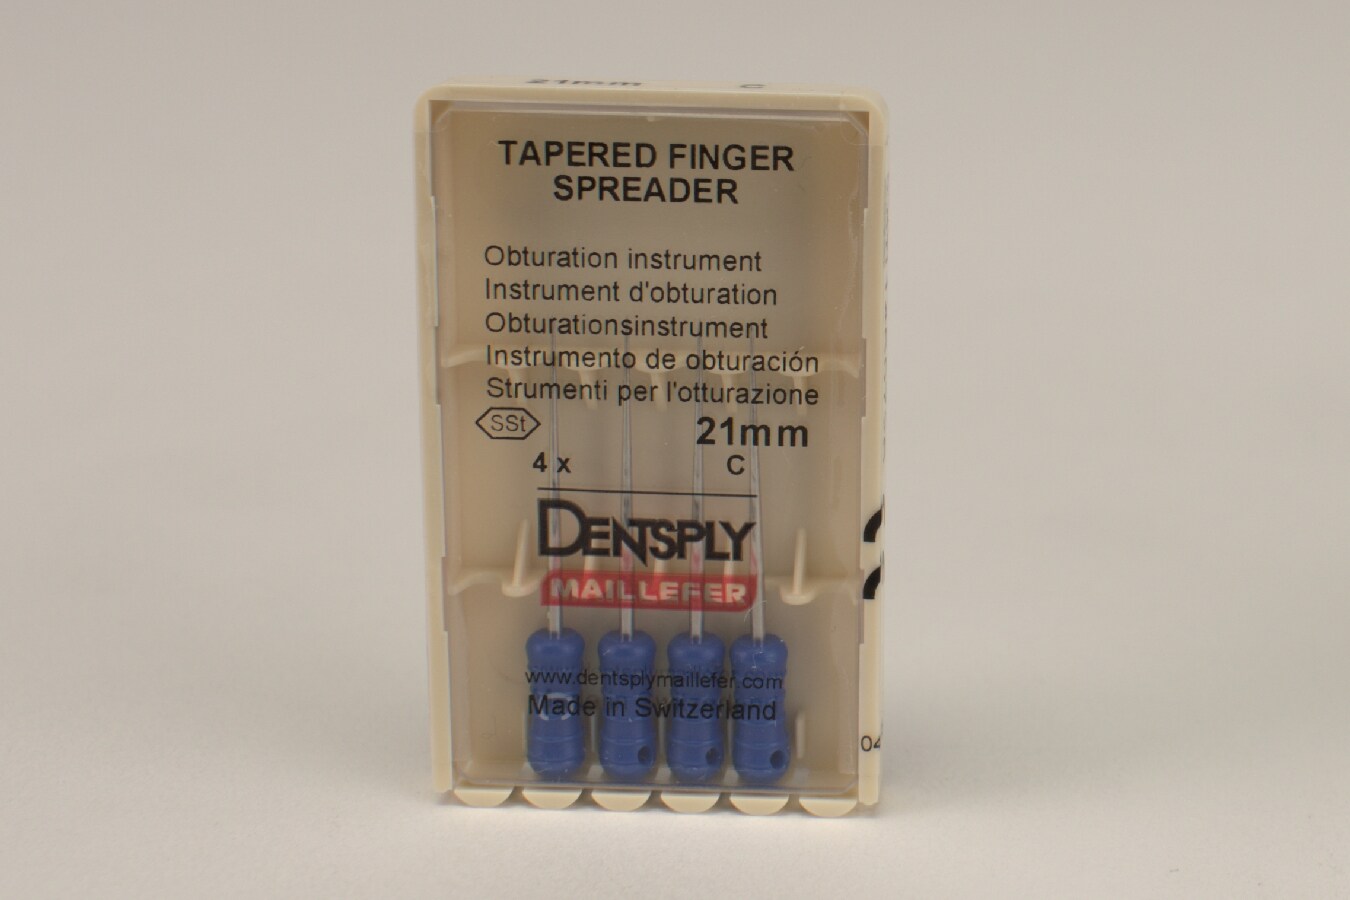 21mm C
TAPERED FINGER
SPREADER
Obturation instrument
Instrument d'obturation
Obturationsinstrument
Instrumento de obturación
Strumenti per l'otturazione
SSt
21mm
4 x
C
DENTSPLY
MAILLEFER
www.dentsplymaillefer.com
Made in Switzerland
04